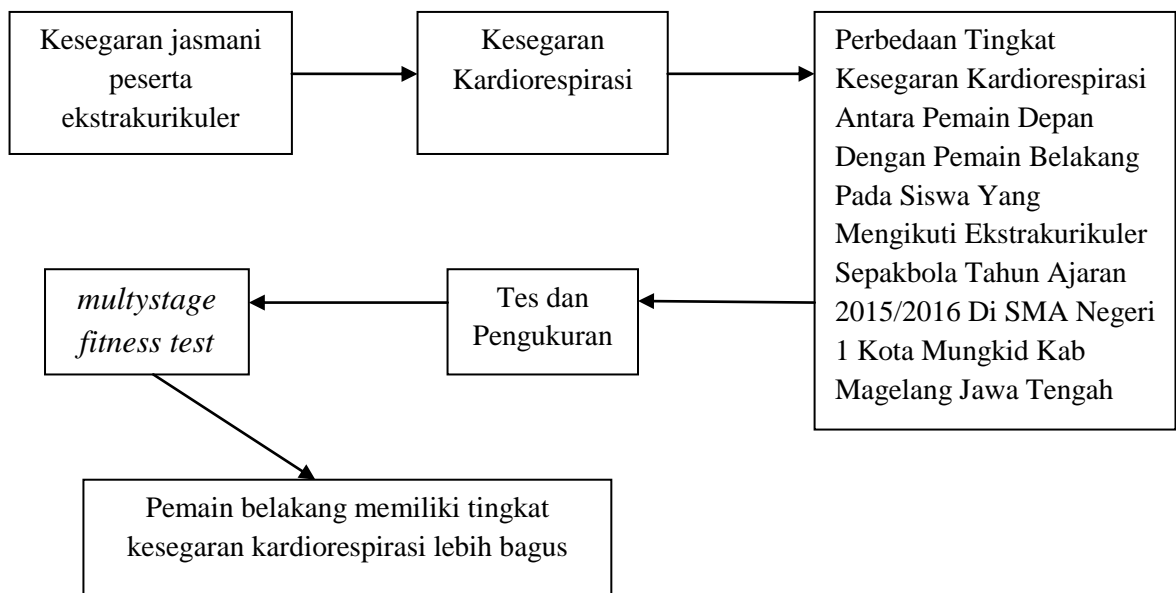 Kesegaran jasmani
peserta
ekstrakurikuler
Kesegaran
Kardiorespirasi
Perbedaan Tingkat
Kesegaran Kardiorespirasi
Antara Pemain Depan
Dengan Pemain Belakang
Pada Siswa Yang
Mengikuti Ekstrakurikuler
Sepakbola Tahun Ajaran
2015/2016 Di SMA Negeri
1 Kota Mungkid Kab
Magelang Jawa Tengah
Tes dan
Pengukuran
multystage
fitness test
Pemain belakang memiliki tingkat
kesegaran kardiorespirasi lebih bagus